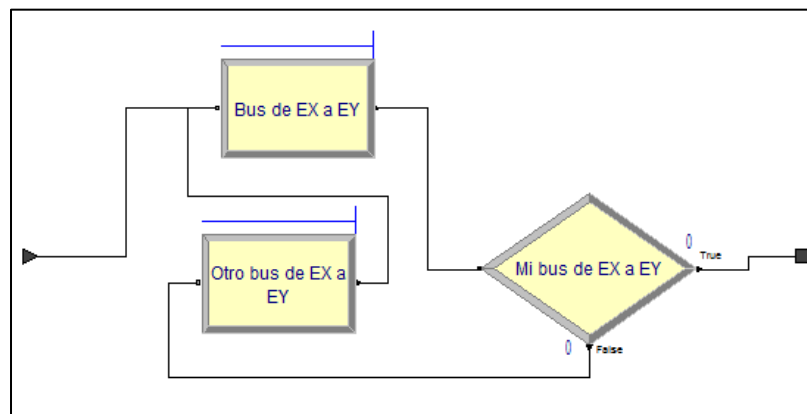 Bus de EX a EY
Otro bus de EX a
EY
Mi bus de EX a EY
0
True
0
False